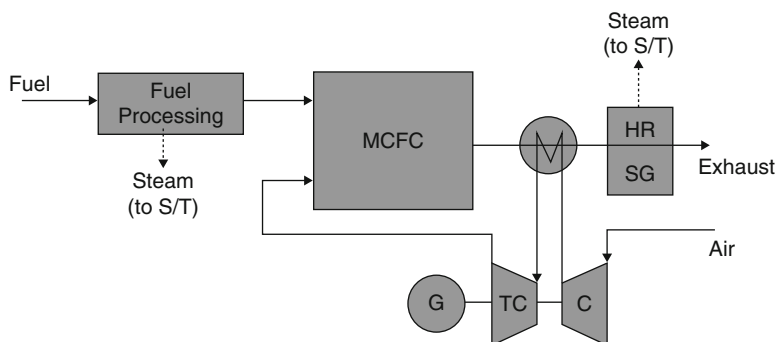 Steam
(to S/T)
Fuel
Fuel
Processing
MCFC
HR
SG
Exhaust
Steam
(to S/T)
Air
G
TC
C